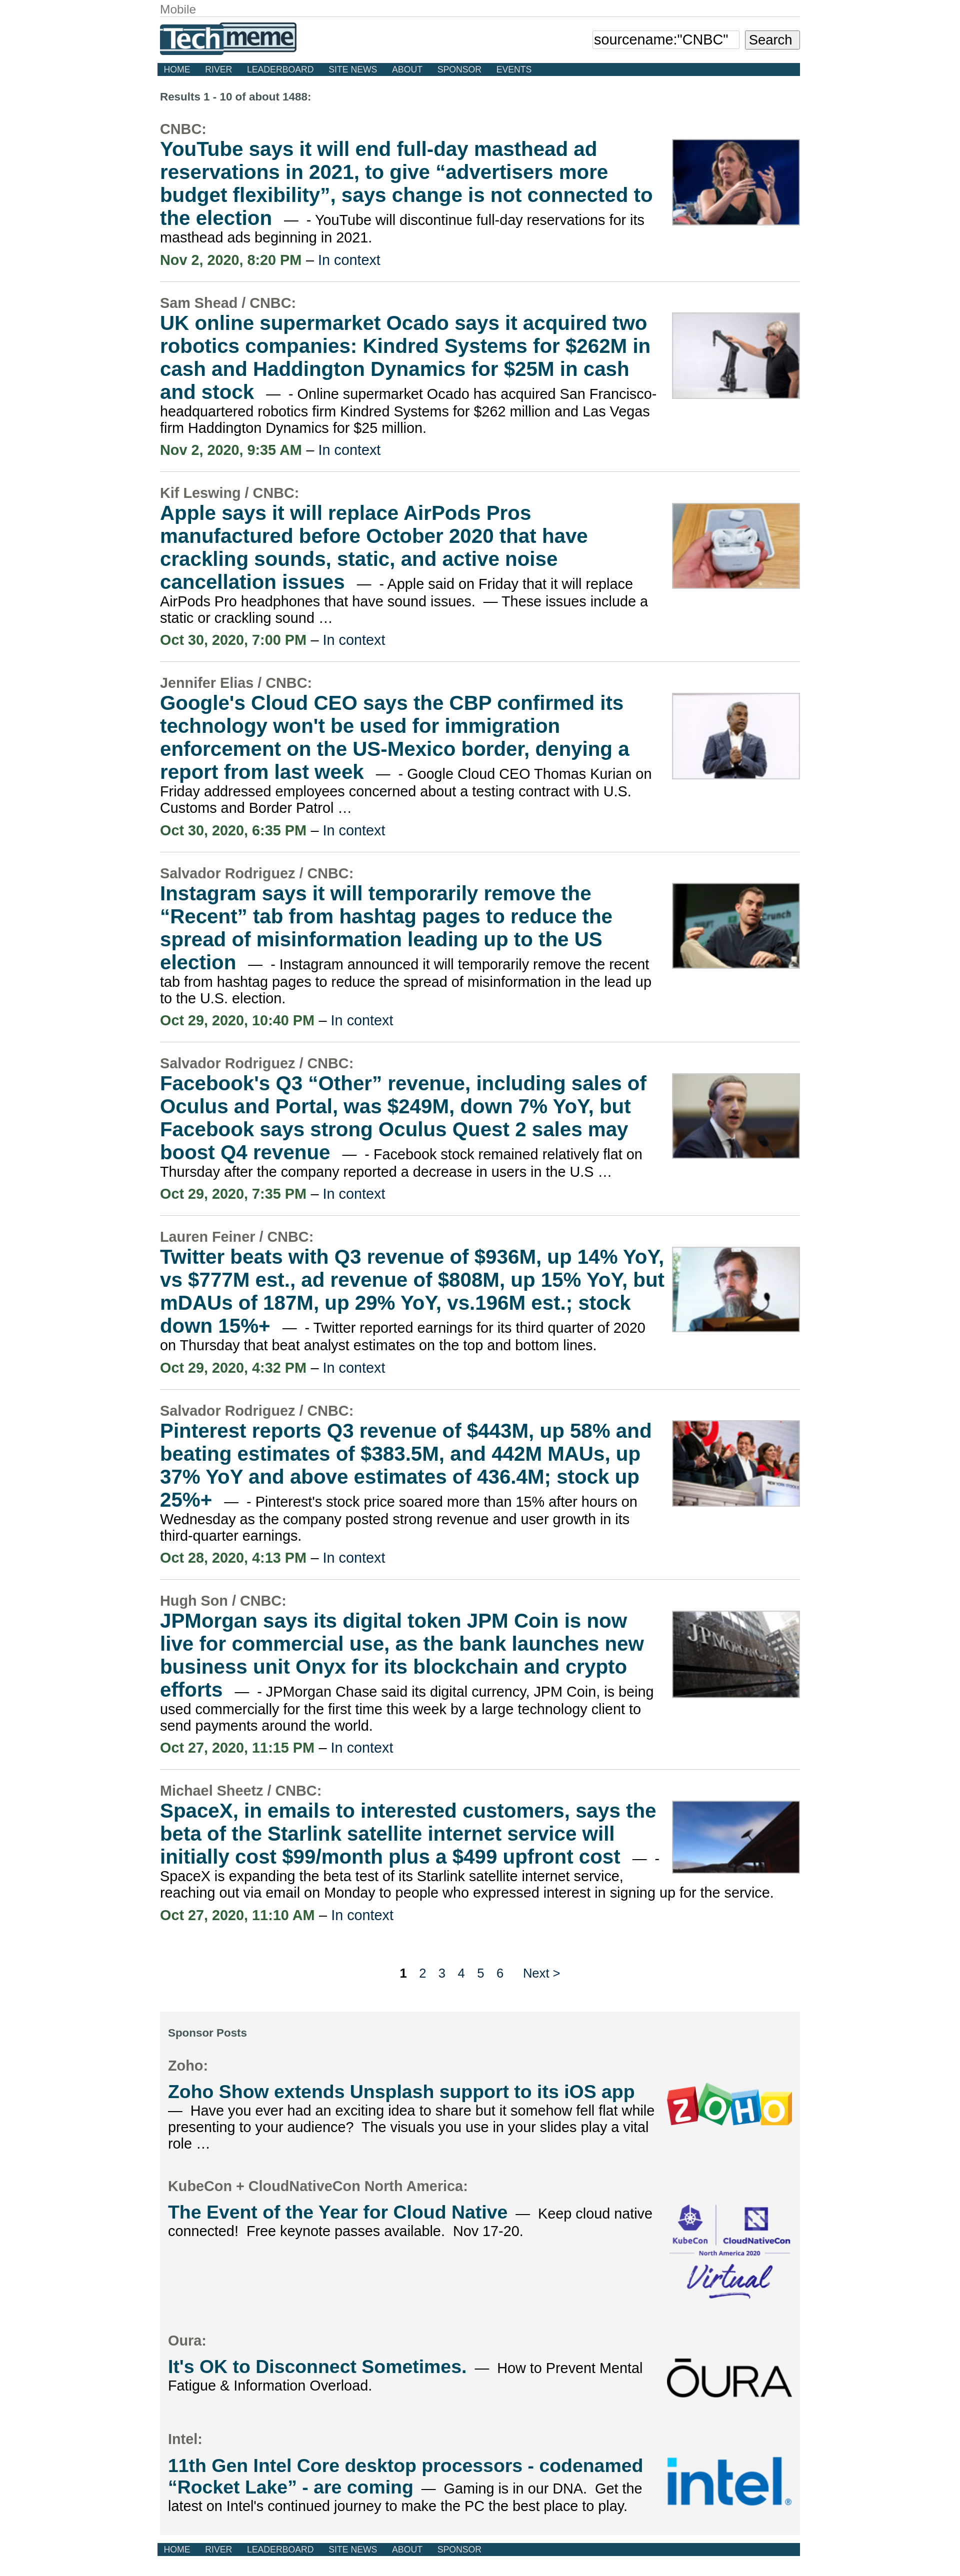 Mobile
Techmeme
sourcename:"CNBC" Search
HOME RIVER LEADERBOARD SITE NEWS ABOUT SPONSOR EVENTS
Results 1 - 10 of about 1488:
CNBC:
YouTube says it will end full-day masthead ad
reservations in 2021, to give “advertisers more
budget flexibility”, says change is not connected to
the election — - YouTube will discontinue full-day reservations for its
masthead ads beginning in 2021.
Nov 2, 2020, 8:20 PM – In context
Sam Shead / CNBC:
UK online supermarket Ocado says it acquired two
robotics companies: Kindred Systems for $262M in
cash and Haddington Dynamics for $25M in cash
and stock — - Online supermarket Ocado has acquired San Francisco-
headquartered robotics firm Kindred Systems for $262 million and Las Vegas
firm Haddington Dynamics for $25 million.
Nov 2, 2020, 9:35 AM – In context
Kif Leswing / CNBC:
Apple says it will replace AirPods Pros
manufactured before October 2020 that have
crackling sounds, static, and active noise
cancellation issues — - Apple said on Friday that it will replace
AirPods Pro headphones that have sound issues. — These issues include a
static or crackling sound …
Oct 30, 2020, 7:00 PM – In context
Jennifer Elias / CNBC:
Google's Cloud CEO says the CBP confirmed its
technology won't be used for immigration
enforcement on the US-Mexico border, denying a
report from last week — - Google Cloud CEO Thomas Kurian on
Friday addressed employees concerned about a testing contract with U.S.
Customs and Border Patrol …
Oct 30, 2020, 6:35 PM – In context
Salvador Rodriguez / CNBC:
Instagram says it will temporarily remove the
“Recent” tab from hashtag pages to reduce the
spread of misinformation leading up to the US
election — - Instagram announced it will temporarily remove the recent
tab from hashtag pages to reduce the spread of misinformation in the lead up
to the U.S. election.
Oct 29, 2020, 10:40 PM – In context
Salvador Rodriguez / CNBC:
Facebook's Q3 “Other” revenue, including sales of
Oculus and Portal, was $249M, down 7% YoY, but
Facebook says strong Oculus Quest 2 sales may
boost Q4 revenue — - Facebook stock remained relatively flat on
Thursday after the company reported a decrease in users in the U.S …
Oct 29, 2020, 7:35 PM – In context
Lauren Feiner / CNBC:
Twitter beats with Q3 revenue of $936M, up 14% YoY,
vs $777M est., ad revenue of $808M, up 15% YoY, but
mDAUs of 187M, up 29% YoY, vs.196M est.; stock
down 15%+ — - Twitter reported earnings for its third quarter of 2020
on Thursday that beat analyst estimates on the top and bottom lines.
Oct 29, 2020, 4:32 PM – In context
Salvador Rodriguez / CNBC:
Pinterest reports Q3 revenue of $443M, up 58% and
beating estimates of $383.5M, and 442M MAUs, up
37% YoY and above estimates of 436.4M; stock up
25%+ — - Pinterest's stock price soared more than 15% after hours on
Wednesday as the company posted strong revenue and user growth in its
third-quarter earnings.
Oct 28, 2020, 4:13 PM – In context
Hugh Son / CNBC:
JPMorgan says its digital token JPM Coin is now
live for commercial use, as the bank launches new
business unit Onyx for its blockchain and crypto
efforts — - JPMorgan Chase said its digital currency, JPM Coin, is being
used commercially for the first time this week by a large technology client to
send payments around the world.
Oct 27, 2020, 11:15 PM – In context
Michael Sheetz / CNBC:
SpaceX, in emails to interested customers, says the
beta of the Starlink satellite internet service will
initially cost $99/month plus a $499 upfront cost — -
SpaceX is expanding the beta test of its Starlink satellite internet service,
reaching out via email on Monday to people who expressed interest in signing up for the service.
Oct 27, 2020, 11:10 AM – In context
1 2 3 4 5 6 Next >
Sponsor Posts
Zoho:
Zoho Show extends Unsplash support to its iOS app
— Have you ever had an exciting idea to share but it somehow fell flat while
presenting to your audience? The visuals you use in your slides play a vital
role …
ZOHO
KubeCon + CloudNativeCon North America:
The Event of the Year for Cloud Native — Keep cloud native
connected! Free keynote passes available. Nov 17-20.
KubeCon CloudNativeCon
North America 2020
Virtual
Oura:
It's OK to Disconnect Sometimes. — How to Prevent Mental
Fatigue & Information Overload.
ŌURA
Intel:
11th Gen Intel Core desktop processors - codenamed
“Rocket Lake” - are coming — Gaming is in our DNA. Get the
latest on Intel's continued journey to make the PC the best place to play.
intel®
HOME RIVER LEADERBOARD SITE NEWS ABOUT SPONSOR